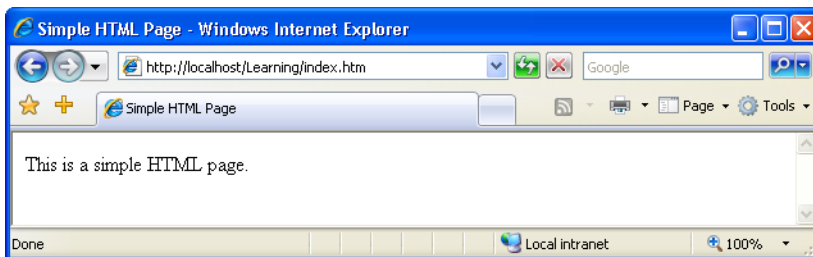 Simple HTML Page - Windows Internet Explorer
http://localhost/Learning/index.htm Google
Simple HTML Page Page Tools
This is a simple HTML page.
Done Local intranet 100%